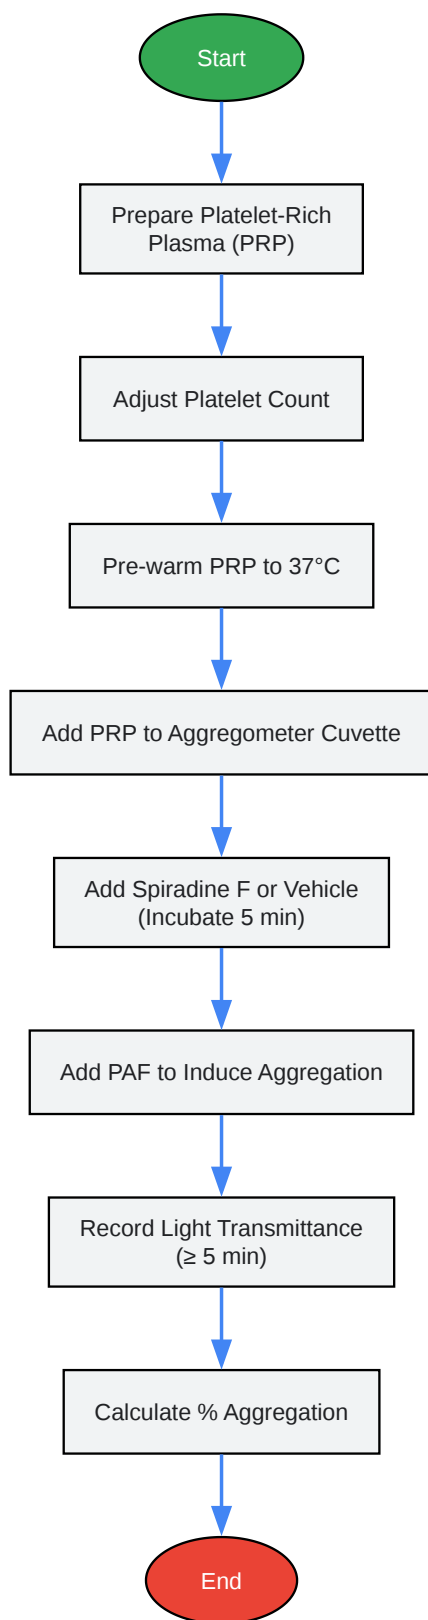 Start
Prepare Platelet-Rich
Plasma (PRP)
Adjust Platelet Count
Pre-warm PRP to 37°C
Add PRP to Aggregometer Cuvette
Add Spiradine F or Vehicle
(Incubate 5 min)
Add PAF to Induce Aggregation
Record Light Transmittance
(≥ 5 min)
Calculate % Aggregation
End